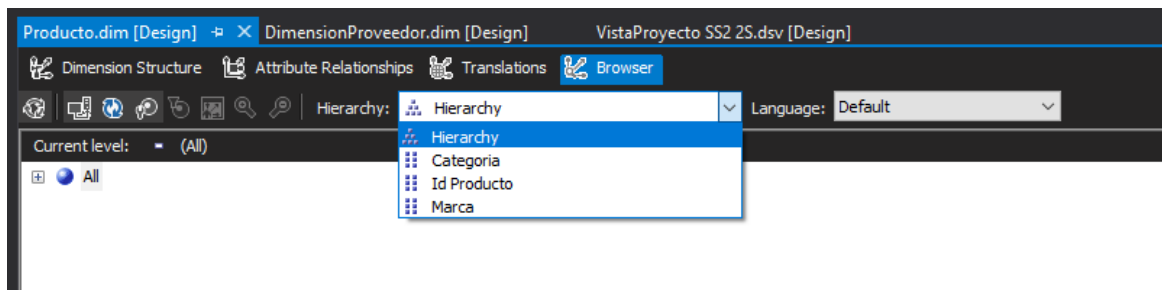 Producto.dim [Design] DimensionProveedor.dim [Design] VistaProyecto SS2 2S.dsv [Design]
Dimension Structure Attribute Relationships Translations Browser
Hierarchy: Hierarchy Language: Default
Current level: (All)
Hierarchy
Categoria
Id Producto
Marca
All